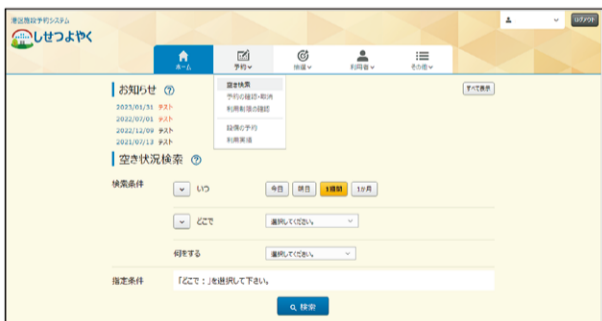 港区施設予約システム
しせつよやく
ログアウト
ホーム 予約 抽選 利用者 その他
空き検索
予約の確認・取消
利用制限の確認
設備の予約
利用実績
お知らせ ? すべて表示
2023/01/31 テスト
2022/07/01 テスト
2022/12/09 テスト
2021/07/13 テスト
空き状況検索 ?
検索条件 いつ 今日 明日 1週間 1か月
どこで 選択してください。
何をする 選択してください。
指定条件 「どこで：」を選択して下さい。
検索